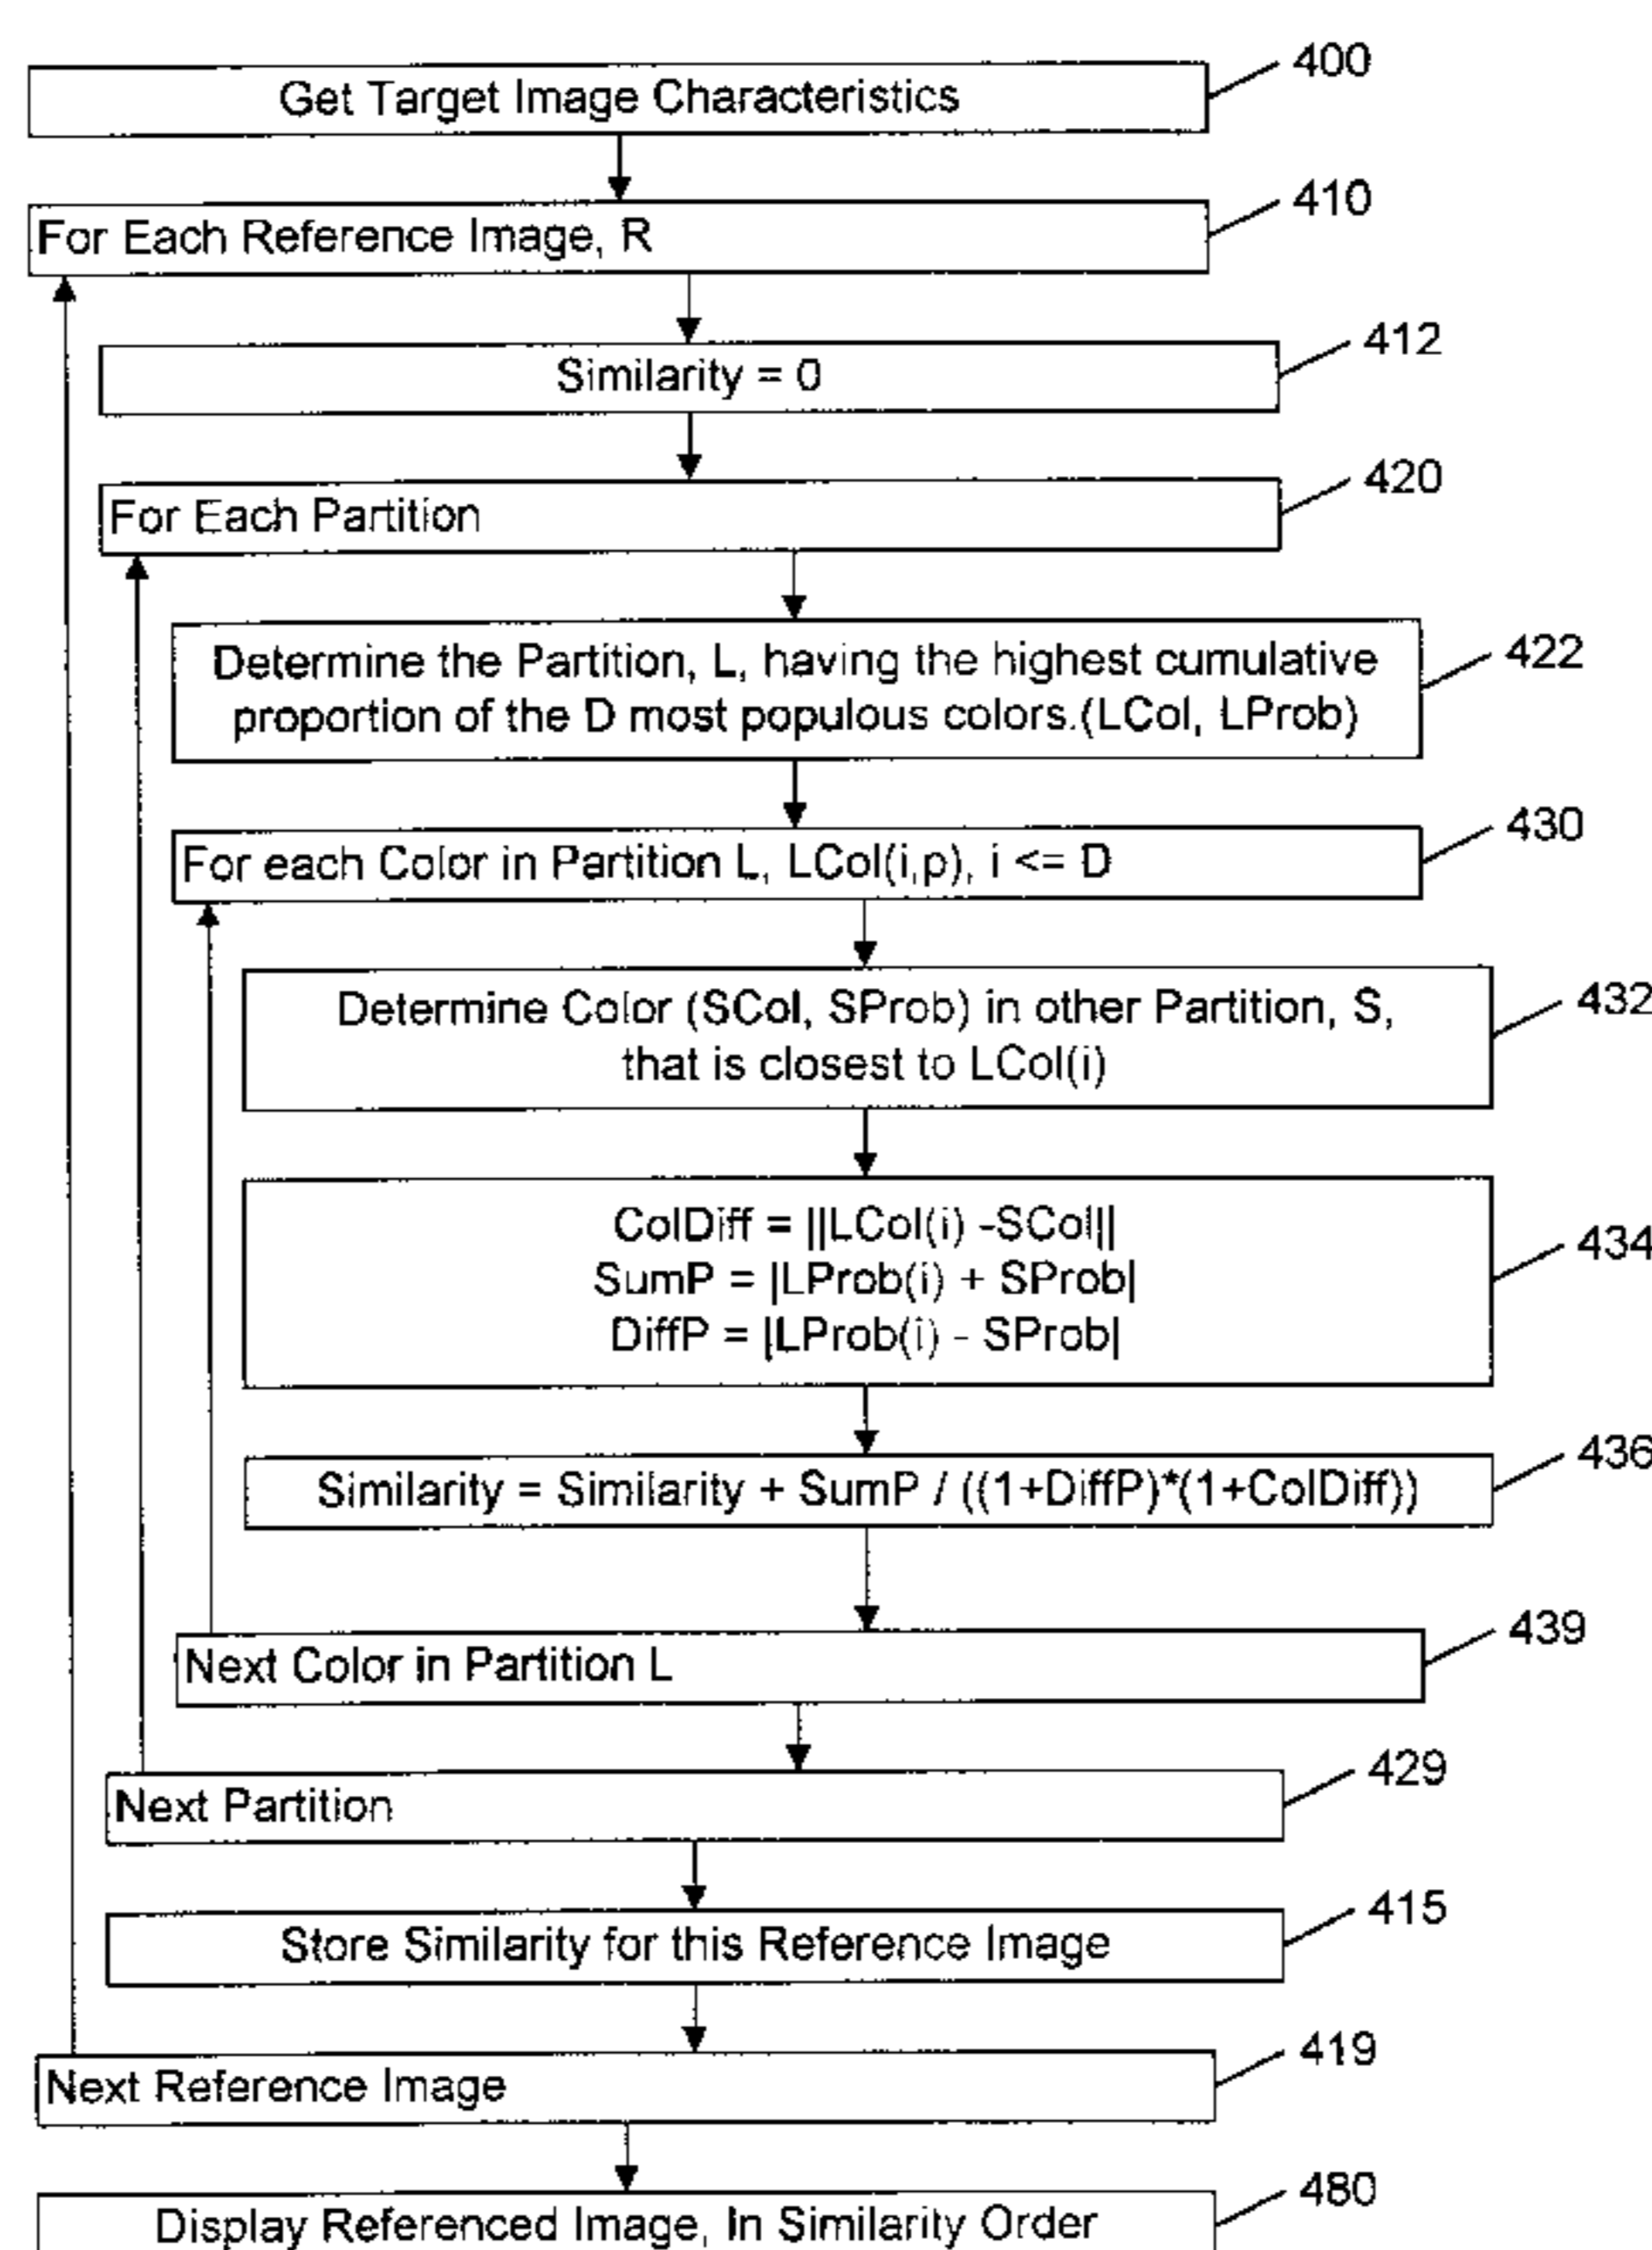 Get Target Image Characteristics
400
For Each Reference Image, R
410
Similarity = 0
412
For Each Partition
420
Determine the Partition, L, having the highest cumulative
proportion of the D most populous colors.(LCol, LProb)
422
For each Color in Partition L, LCol(i,p), i <= D
430
Determine Color (SCol, SProb) in other Partition, S,
that is closest to LCol(i)
432
ColDiff = ||LCol(i) -SCol||
SumP = |LProb(i) + SProb|
DiffP = |LProb(i) - SProb|
434
Similarity = Similarity + SumP / ((1+DiffP)*(1+ColDiff))
436
Next Color in Partition L
439
Next Partition
429
Store Similarity for this Reference Image
415
Next Reference Image
419
Display Referenced Image, In Similarity Order
480